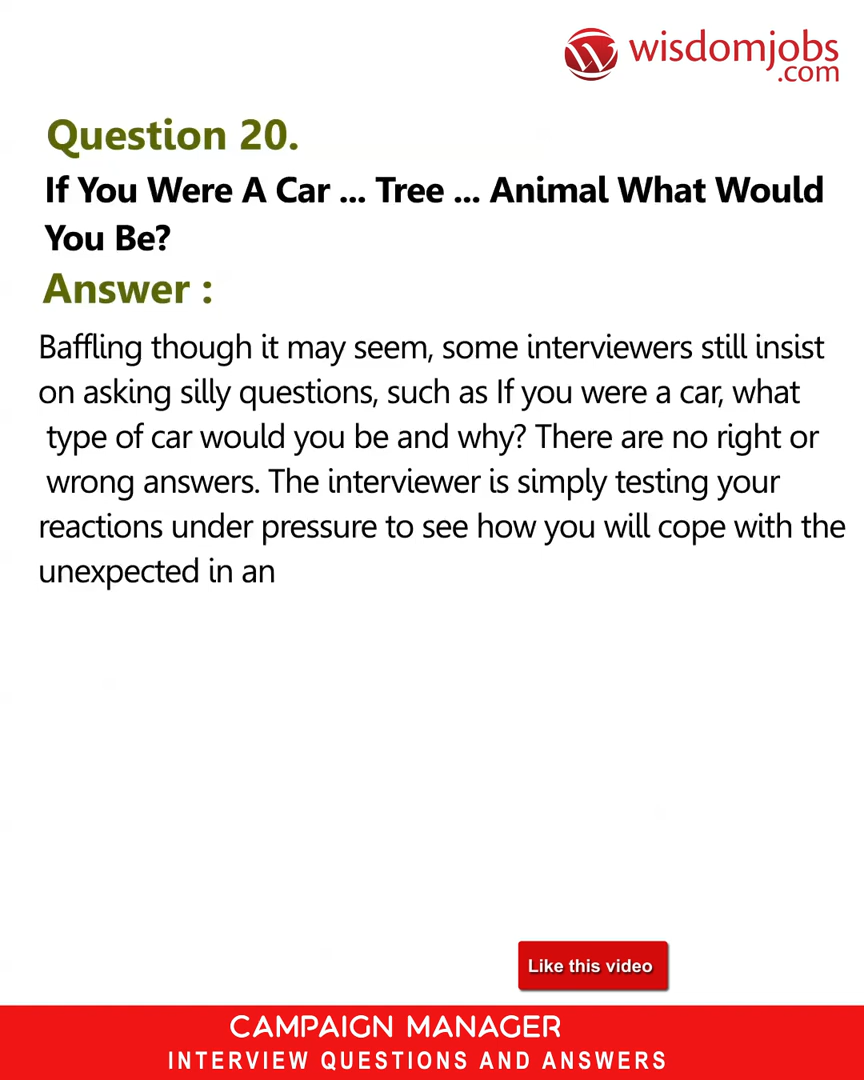 wisdomjobs
.com
Question 20.
If You Were A Car ... Tree ... Animal What Would
You Be?
Answer :
Baffling though it may seem, some interviewers still insist
on asking silly questions, such as If you were a car, what
type of car would you be and why? There are no right or
wrong answers. The interviewer is simply testing your
reactions under pressure to see how you will cope with the
unexpected in an
Like this video
CAMPAIGN MANAGER
INTERVIEW QUESTIONS AND ANSWERS